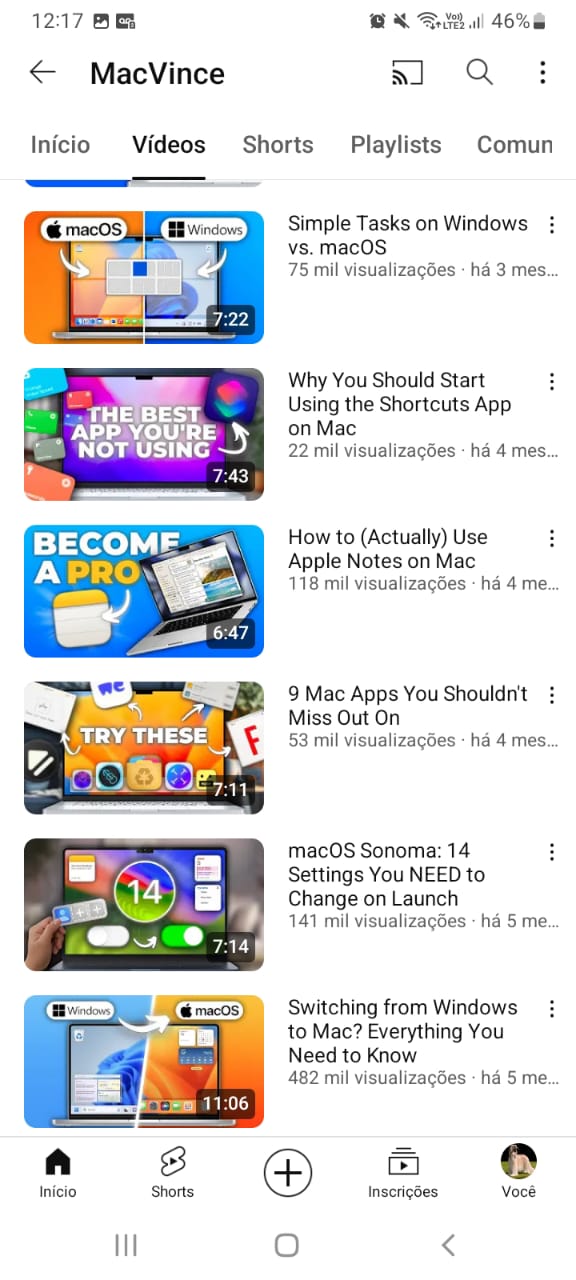 12:17
Vo))
LTE2
46%
MacVince
Início
Vídeos
Shorts
Playlists
Comun
macOS
Windows
7:22
Simple Tasks on Windows
vs. macOS
75 mil visualizações · há 3 mes...
THE BEST
APP YOU'RE
NOT USING
7:43
Why You Should Start
Using the Shortcuts App
on Mac
22 mil visualizações · há 4 mes...
BECOME
A PRO
6:47
How to (Actually) Use
Apple Notes on Mac
118 mil visualizações · há 4 me...
TRY THESE
7:11
9 Mac Apps You Shouldn't
Miss Out On
53 mil visualizações · há 4 mes...
14
7:14
macOS Sonoma: 14
Settings You NEED to
Change on Launch
141 mil visualizações · há 5 me...
Windows
macOS
11:06
Switching from Windows
to Mac? Everything You
Need to Know
482 mil visualizações · há 5 me...
Início
Shorts
Inscrições
Você